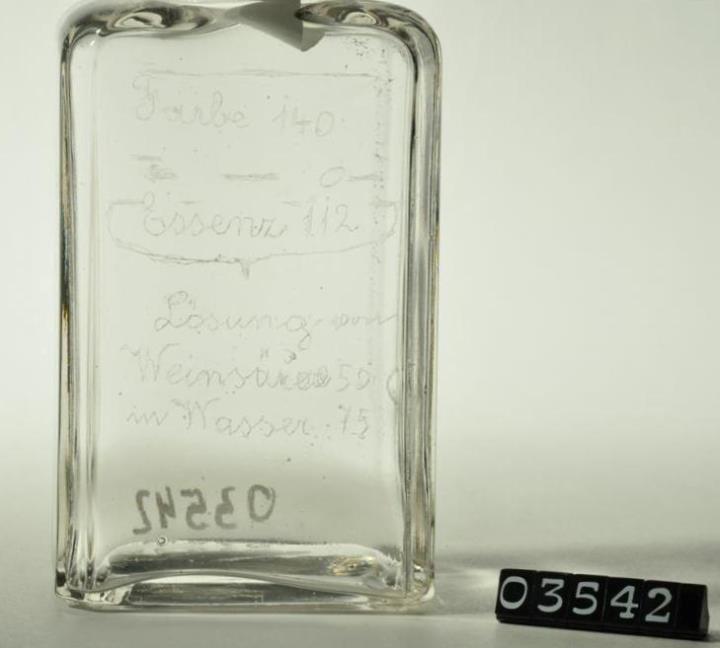 Farbe 140
Essenz 112
Lösung von
Weinsäure 50 G
in Wasser 75
03542
03542